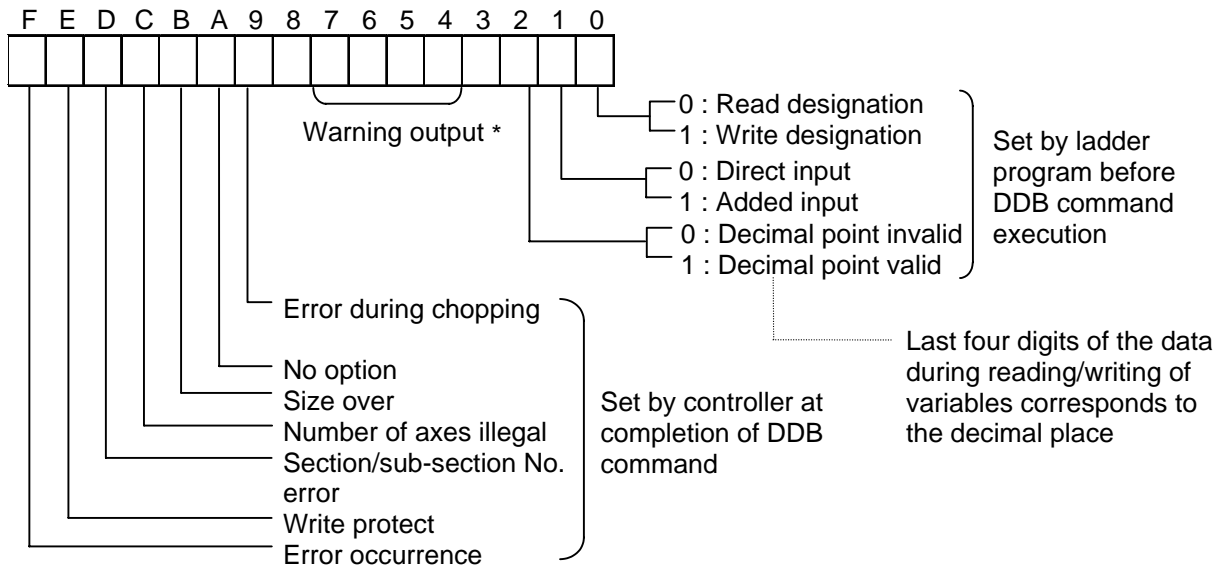 F E D C B A 9 8 7 6 5 4 3 2 1 0
Warning output *
0 : Read designation
1 : Write designation
0 : Direct input
1 : Added input
0 : Decimal point invalid
1 : Decimal point valid
Set by ladder
program before
DDB command
execution
Last four digits of the data
during reading/writing of
variables corresponds to
the decimal place
Error during chopping
No option
Size over
Number of axes illegal
Section/sub-section No.
error
Write protect
Error occurrence
Set by controller at
completion of DDB
command